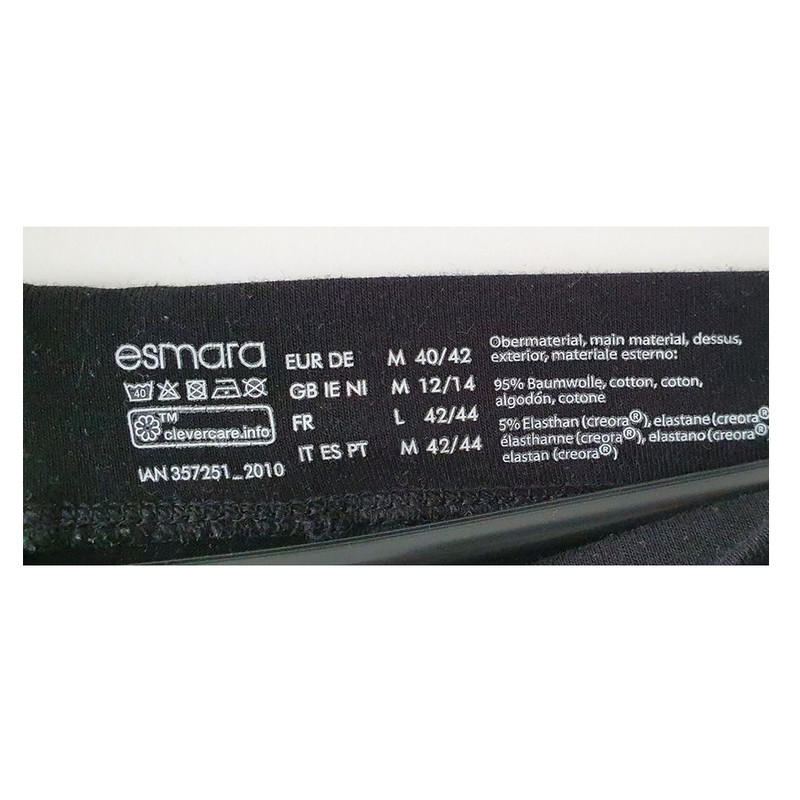 esmara
40
TM
clevercare.info
IAN 357251_2010
EUR DE M 40/42
GB IE NI M 12/14
FR L 42/44
IT ES PT M 42/44
Obermaterial, main material, dessus,
exterior, materiale esterno:
95% Baumwolle, cotton, coton,
algodón, cotone
5% Elasthan (creora®), elastane (creora®
élasthanne (creora®), elastano (creora®
elastan (creora®)